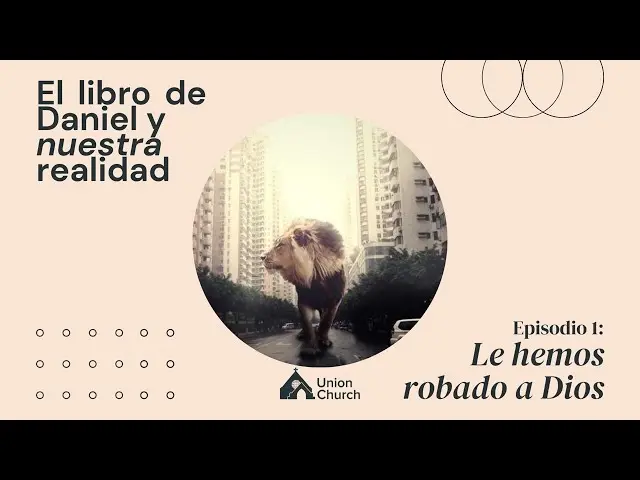 El libro de
Daniel y
nuestra
realidad
Episodio 1:
Le hemos
robado a Dios
Union
Church